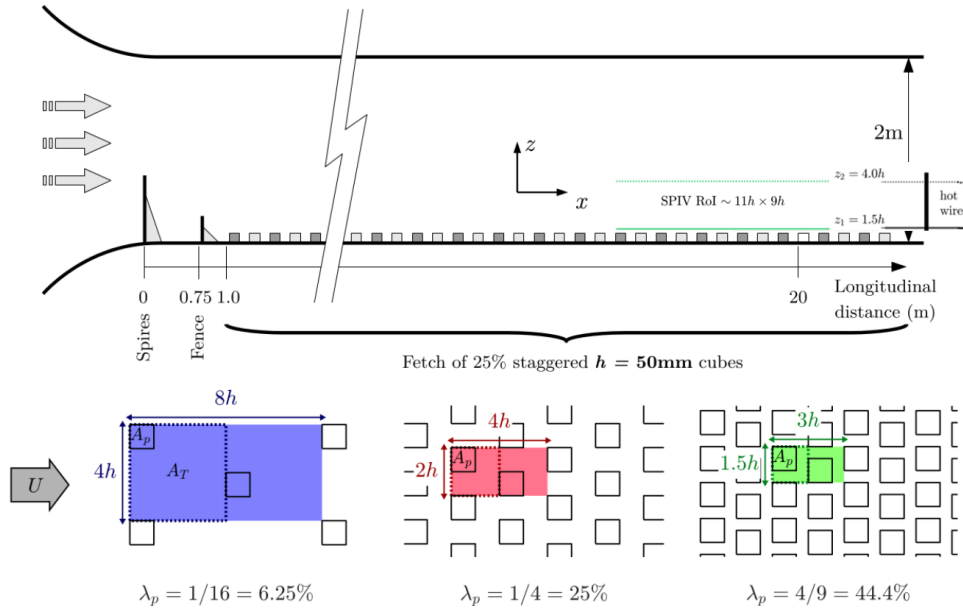 2m
z
x
z₂ = 4.0h
SPIV RoI ∼ 11h × 9h
z₁ = 1.5h
hot
wire
0
0.75
1.0
20
Longitudinal
distance (m)
Spires
Fence
Fetch of 25% staggered h = 50mm cubes
8h
4h
3h
Aₚ
4h
A_T
U
Aₚ
2h
Aₚ
1.5h
λₚ = 1/16 = 6.25%
λₚ = 1/4 = 25%
λₚ = 4/9 = 44.4%